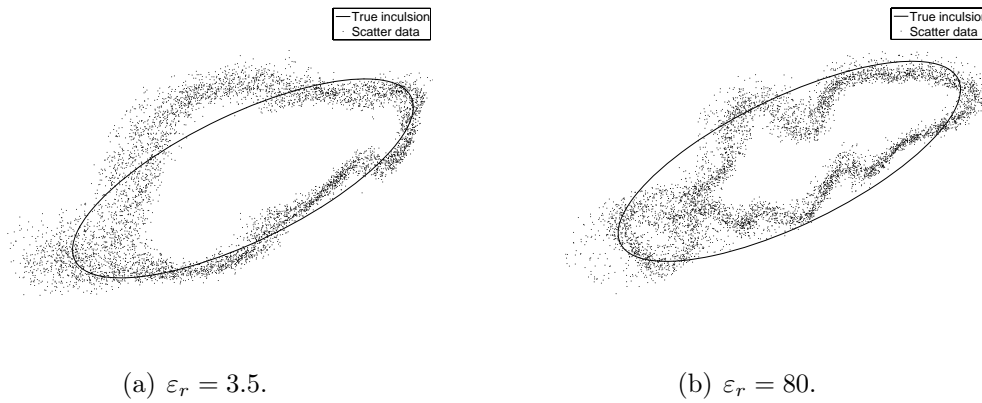 True inculsion
Scatter data
True inculsion
Scatter data
(a) εr = 3.5.
(b) εr = 80.